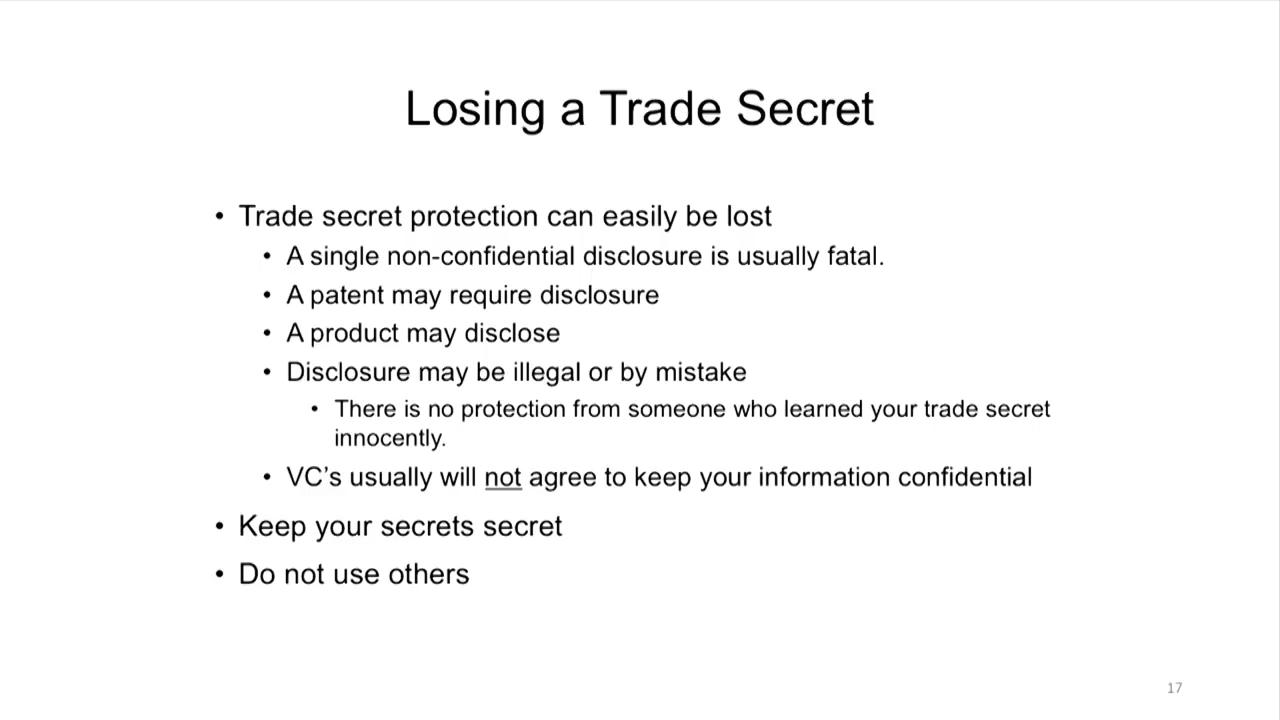 Losing a Trade Secret
• Trade secret protection can easily be lost
• A single non-confidential disclosure is usually fatal.
• A patent may require disclosure
• A product may disclose
• Disclosure may be illegal or by mistake
• There is no protection from someone who learned your trade secret
innocently.
• VC’s usually will not agree to keep your information confidential
• Keep your secrets secret
• Do not use others
17